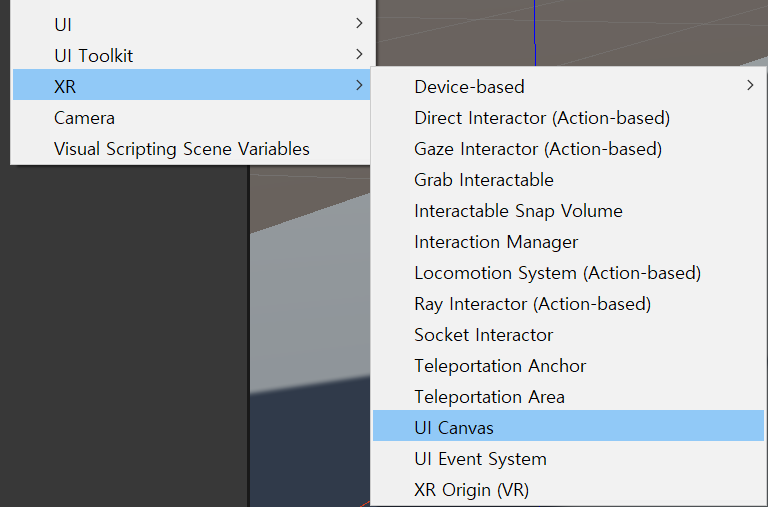 UI
UI Toolkit
XR
Camera
Visual Scripting Scene Variables
Device-based
Direct Interactor (Action-based)
Gaze Interactor (Action-based)
Grab Interactable
Interactable Snap Volume
Interaction Manager
Locomotion System (Action-based)
Ray Interactor (Action-based)
Socket Interactor
Teleportation Anchor
Teleportation Area
UI Canvas
UI Event System
XR Origin (VR)